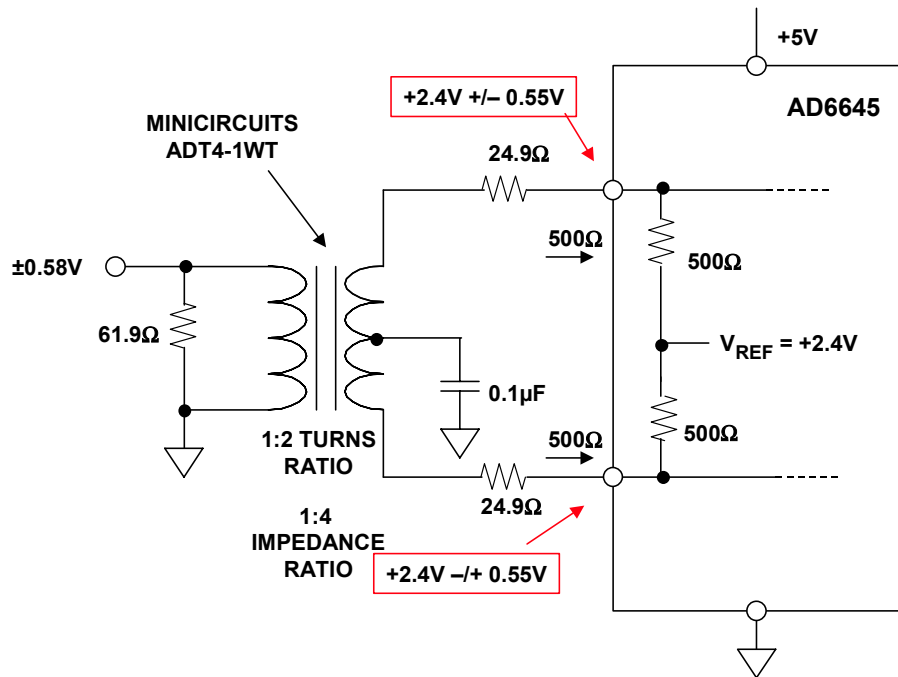 +5V
+2.4V +/– 0.55V
AD6645
MINICIRCUITS
ADT4-1WT
24.9Ω
500Ω
500Ω
±0.58V
61.9Ω
VREF = +2.4V
0.1µF
1:2 TURNS
RATIO
500Ω
500Ω
24.9Ω
1:4
IMPEDANCE
RATIO
+2.4V –/+ 0.55V